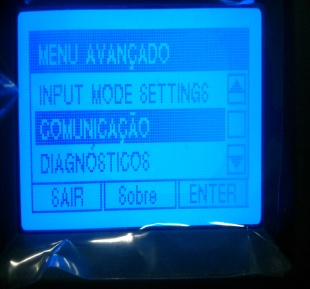 MENU AVANÇADO
INPUT MODE SETTINGS
COMUNICAÇÃO
DIAGNÓSTICOS
SAIR Sobre ENTER